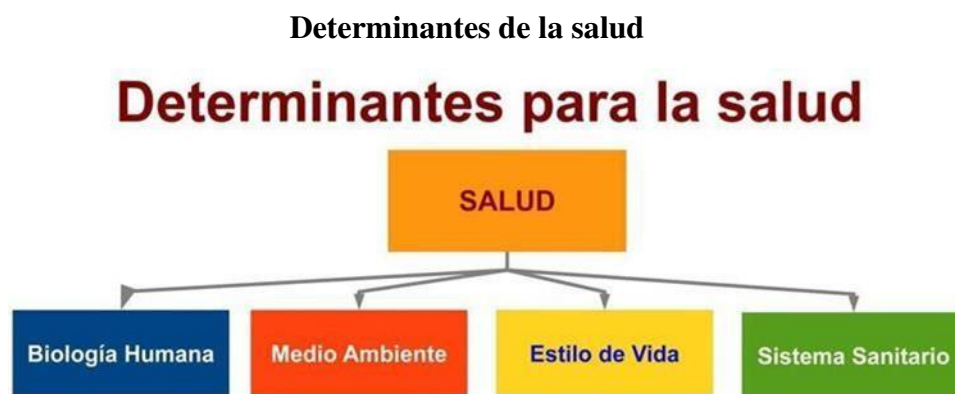 Determinantes de la salud
Determinantes para la salud
SALUD
Biología Humana
Medio Ambiente
Estilo de Vida
Sistema Sanitario